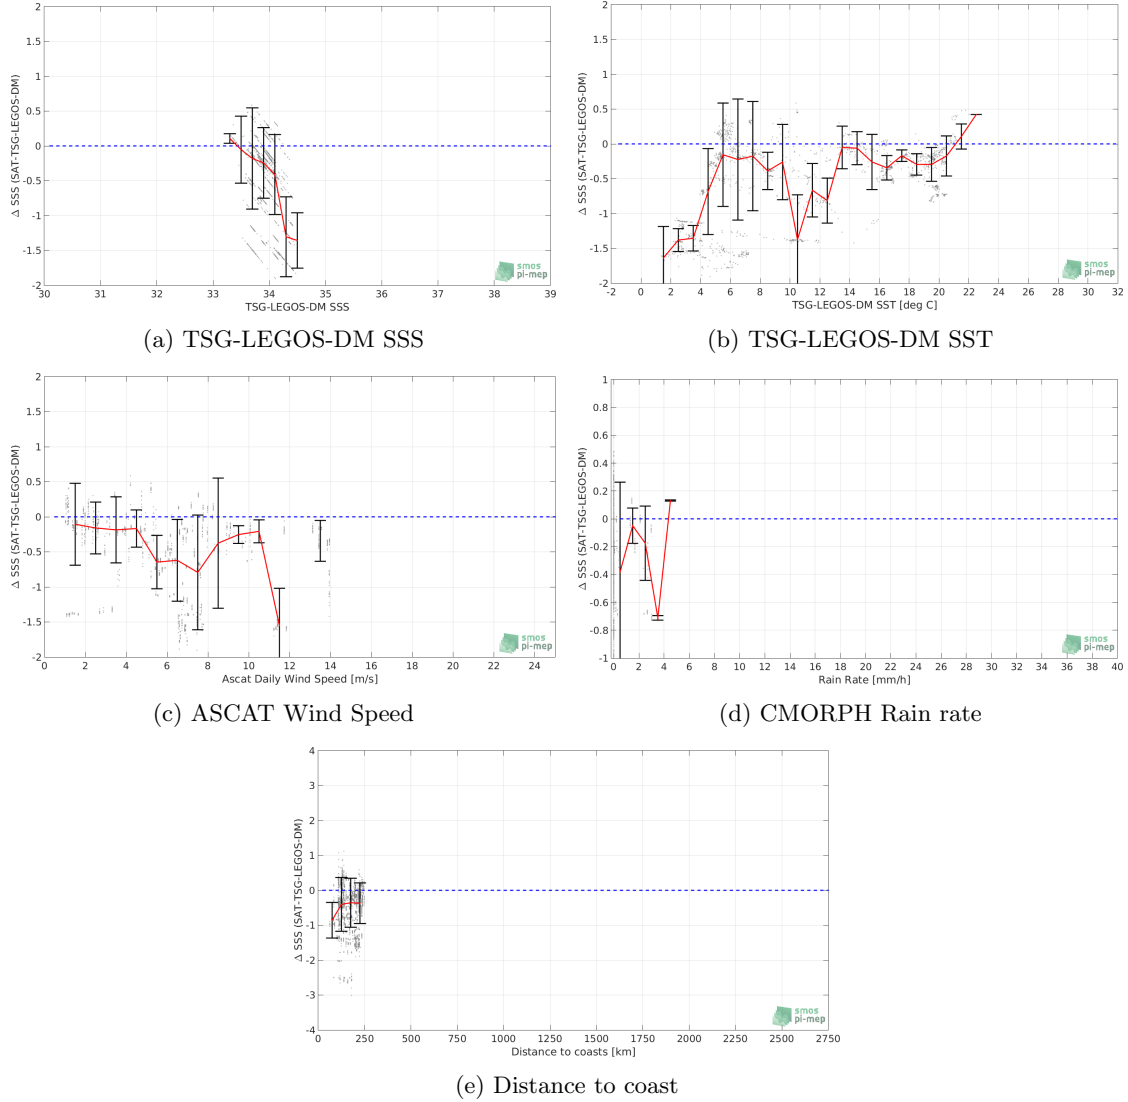 2
1.5
1
0.5
0
-0.5
-1
-1.5
-2
Δ SSS (SAT-TSG-LEGOS-DM)
30 31 32 33 34 35 36 37 38 39
TSG-LEGOS-DM SSS
smos
pi-mep
(a) TSG-LEGOS-DM SSS
2
1.5
1
0.5
0
-0.5
-1
-1.5
-2
Δ SSS (SAT-TSG-LEGOS-DM)
-2 0 2 4 6 8 10 12 14 16 18 20 22 24 26 28 30 32
TSG-LEGOS-DM SST [deg C]
smos
pi-mep
(b) TSG-LEGOS-DM SST
2
1.5
1
0.5
0
-0.5
-1
-1.5
-2
Δ SSS (SAT-TSG-LEGOS-DM)
0 2 4 6 8 10 12 14 16 18 20 22 24
Ascat Daily Wind Speed [m/s]
smos
pi-mep
(c) ASCAT Wind Speed
1
0.8
0.6
0.4
0.2
0
-0.2
-0.4
-0.6
-0.8
-1
Δ SSS (SAT-TSG-LEGOS-DM)
0 2 4 6 8 10 12 14 16 18 20 22 24 26 28 30 32 34 36 38 40
Rain Rate [mm/h]
smos
pi-mep
(d) CMORPH Rain rate
4
3
2
1
0
-1
-2
-3
-4
Δ SSS (SAT-TSG-LEGOS-DM)
0 250 500 750 1000 1250 1500 1750 2000 2250 2500 2750
Distance to coasts [km]
smos
pi-mep
(e) Distance to coast